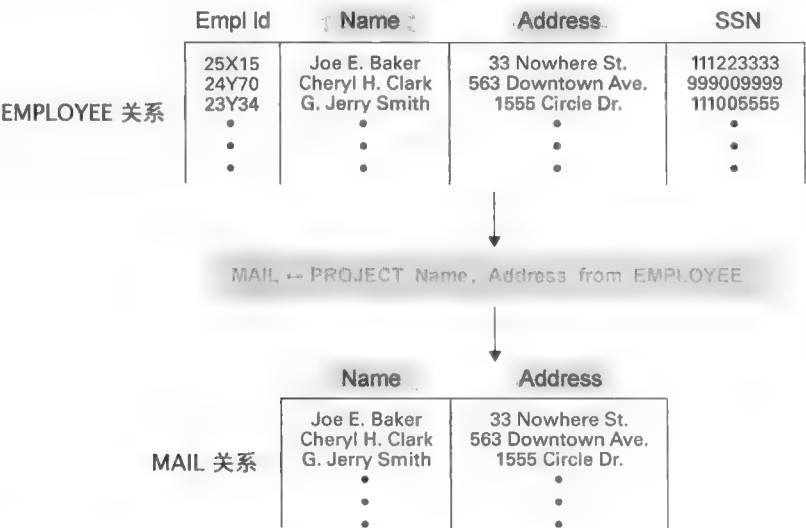 Empl Id Name Address SSN
25X15 Joe E. Baker 33 Nowhere St. 111223333
24Y70 Cheryl H. Clark 563 Downtown Ave. 999009999
23Y34 G. Jerry Smith 1555 Circle Dr. 111005555
EMPLOYEE 关系
MAIL ← PROJECT Name, Address from EMPLOYEE
Name Address
Joe E. Baker 33 Nowhere St.
Cheryl H. Clark 563 Downtown Ave.
G. Jerry Smith 1555 Circle Dr.
MAIL 关系